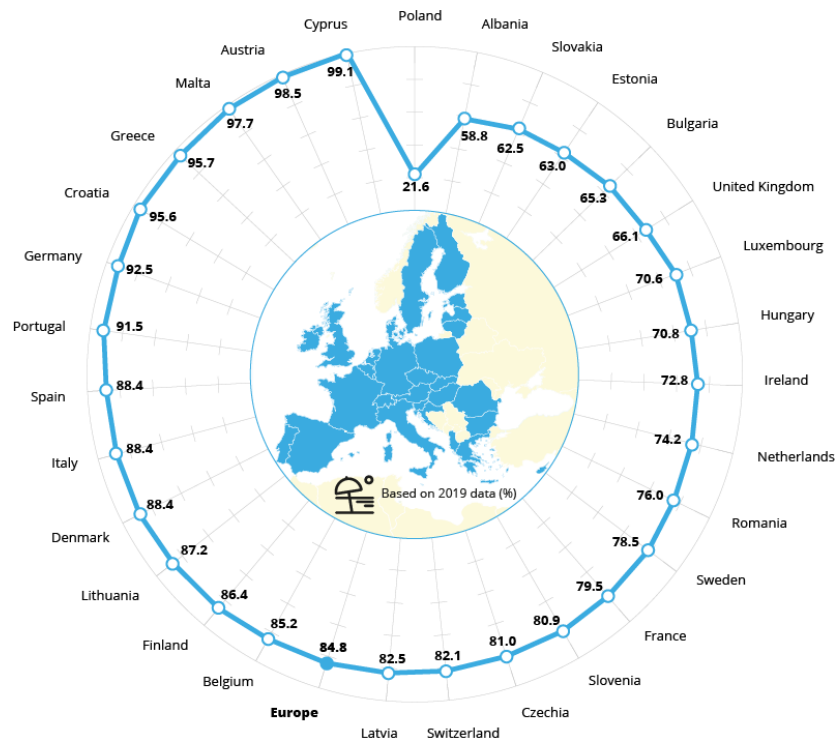 Poland
21.6
Albania
58.8
Slovakia
62.5
Estonia
63.0
Bulgaria
65.3
United Kingdom
66.1
Luxembourg
70.6
Hungary
70.8
Ireland
72.8
Netherlands
74.2
Romania
76.0
Sweden
78.5
France
79.5
Slovenia
80.9
Czechia
81.0
Switzerland
82.1
Latvia
82.5
Europe
84.8
Belgium
85.2
Finland
86.4
Lithuania
87.2
Denmark
88.4
Italy
88.4
Spain
88.4
Portugal
91.5
Germany
92.5
Croatia
95.6
Greece
95.7
Malta
97.7
Austria
98.5
Cyprus
99.1
Based on 2019 data (%)